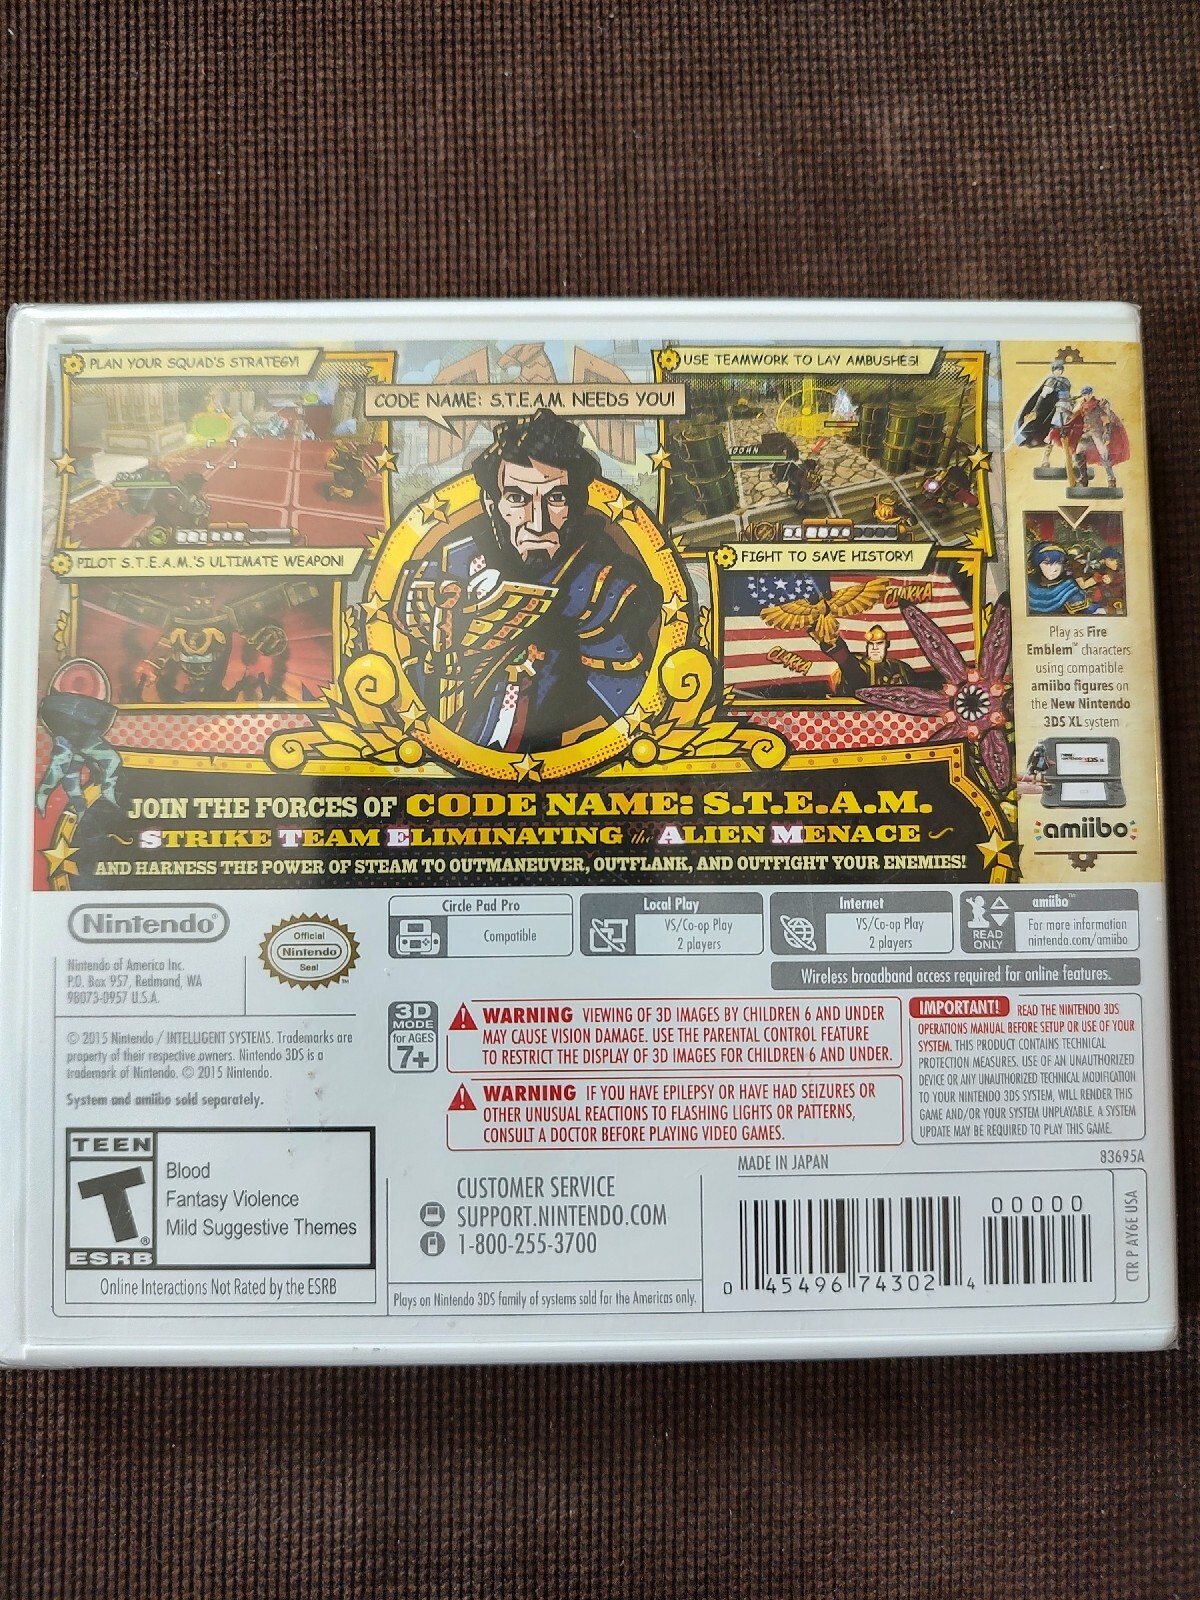 PLAN YOUR SQUAD'S STRATEGY!
CODE NAME: S.T.E.A.M. NEEDS YOU!
USE TEAMWORK TO LAY AMBUSHES!
JOHN
PILOT S.T.E.A.M.'S ULTIMATE WEAPON!
FIGHT TO SAVE HISTORY!
CLAKKA
CLAKKA
Play as Fire
Emblem™ characters
using compatible
amiibo figures on
the New Nintendo
3DS XL system
amiibo
JOIN THE FORCES OF CODE NAME: S.T.E.A.M.
STRIKE TEAM ELIMINATING the ALIEN MENACE
AND HARNESS THE POWER OF STEAM TO OUTMANEUVER, OUTFLANK, AND OUTFIGHT YOUR ENEMIES!
Nintendo®
Nintendo of America Inc.
P.O. Box 957, Redmond, WA
98073-0957 U.S.A.
Official
Nintendo
Seal™
Circle Pad Pro
Compatible
Local Play
VS/Co-op Play
2 players
Internet
VS/Co-op Play
2 players
READ
ONLY
amiibo™
For more information
nintendo.com/amiibo
Wireless broadband access required for online features.
© 2015 Nintendo / INTELLIGENT SYSTEMS. Trademarks are
property of their respective owners. Nintendo 3DS is a
trademark of Nintendo. © 2015 Nintendo.
System and amiibo sold separately.
3D
MODE
for AGES
7+
WARNING VIEWING OF 3D IMAGES BY CHILDREN 6 AND UNDER
MAY CAUSE VISION DAMAGE. USE THE PARENTAL CONTROL FEATURE
TO RESTRICT THE DISPLAY OF 3D IMAGES FOR CHILDREN 6 AND UNDER.
WARNING IF YOU HAVE EPILEPSY OR HAVE HAD SEIZURES OR
OTHER UNUSUAL REACTIONS TO FLASHING LIGHTS OR PATTERNS,
CONSULT A DOCTOR BEFORE PLAYING VIDEO GAMES.
IMPORTANT! READ THE NINTENDO 3DS
OPERATIONS MANUAL BEFORE SETUP OR USE OF YOUR
SYSTEM. THIS PRODUCT CONTAINS TECHNICAL
PROTECTION MEASURES. USE OF AN UNAUTHORIZED
DEVICE OR ANY UNAUTHORIZED TECHNICAL MODIFICATION
TO YOUR NINTENDO 3DS SYSTEM, WILL RENDER THIS
GAME AND/OR YOUR SYSTEM UNPLAYABLE. A SYSTEM
UPDATE MAY BE REQUIRED TO PLAY THIS GAME.
TEEN
T®
ESRB
Blood
Fantasy Violence
Mild Suggestive Themes
Online Interactions Not Rated by the ESRB
CUSTOMER SERVICE
SUPPORT.NINTENDO.COM
1-800-255-3700
Plays on Nintendo 3DS family of systems sold for the Americas only.
MADE IN JAPAN
83695A
00000
0 45496 74302 4
CTR P AY6E USA